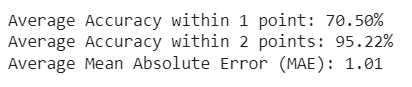 Average Accuracy within 1 point: 70.50%
Average Accuracy within 2 points: 95.22%
Average Mean Absolute Error (MAE): 1.01